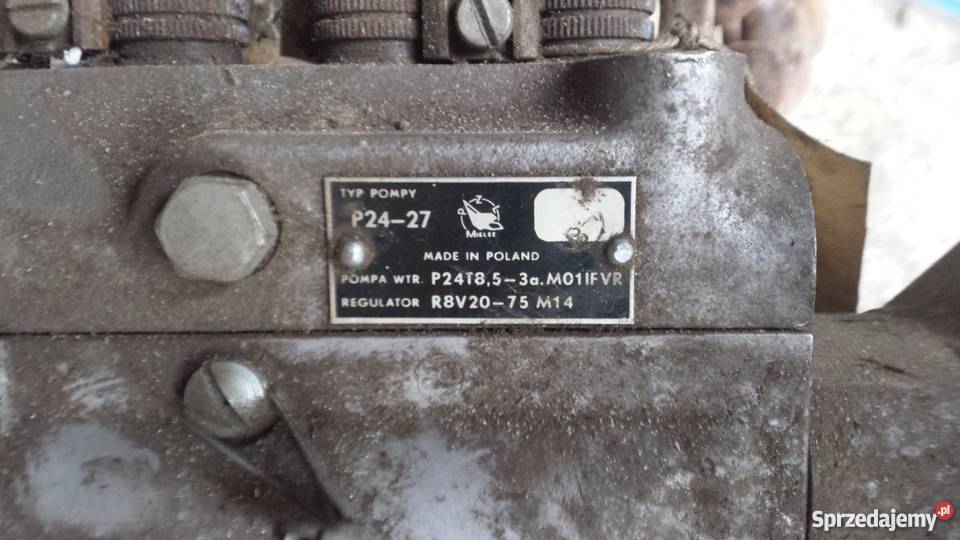 TYP POMPY
P24-27
PZL
MIELEC
MADE IN POLAND
POMPA WTR. P24T8,5-3a.M01IFVR
REGULATOR R8V20-75 M14
Sprzedajemy.pl